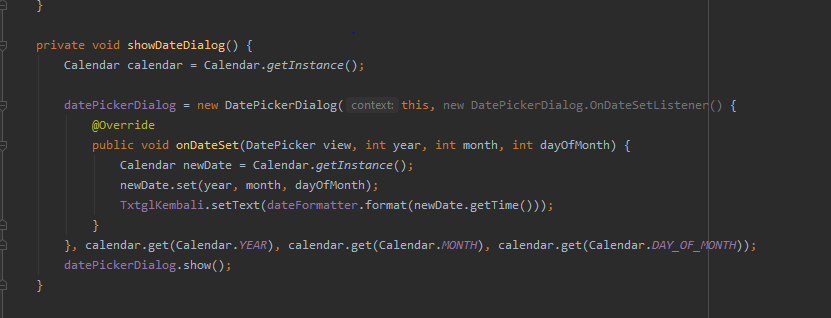 }
private void showDateDialog() {
Calendar calendar = Calendar.getInstance();
datePickerDialog = new DatePickerDialog( context: this, new DatePickerDialog.OnDateSetListener() {
@Override
public void onDateSet(DatePicker view, int year, int month, int dayOfMonth) {
Calendar newDate = Calendar.getInstance();
newDate.set(year, month, dayOfMonth);
TxtglKembali.setText(dateFormatter.format(newDate.getTime()));
}
}, calendar.get(Calendar.YEAR), calendar.get(Calendar.MONTH), calendar.get(Calendar.DAY_OF_MONTH));
datePickerDialog.show();
}